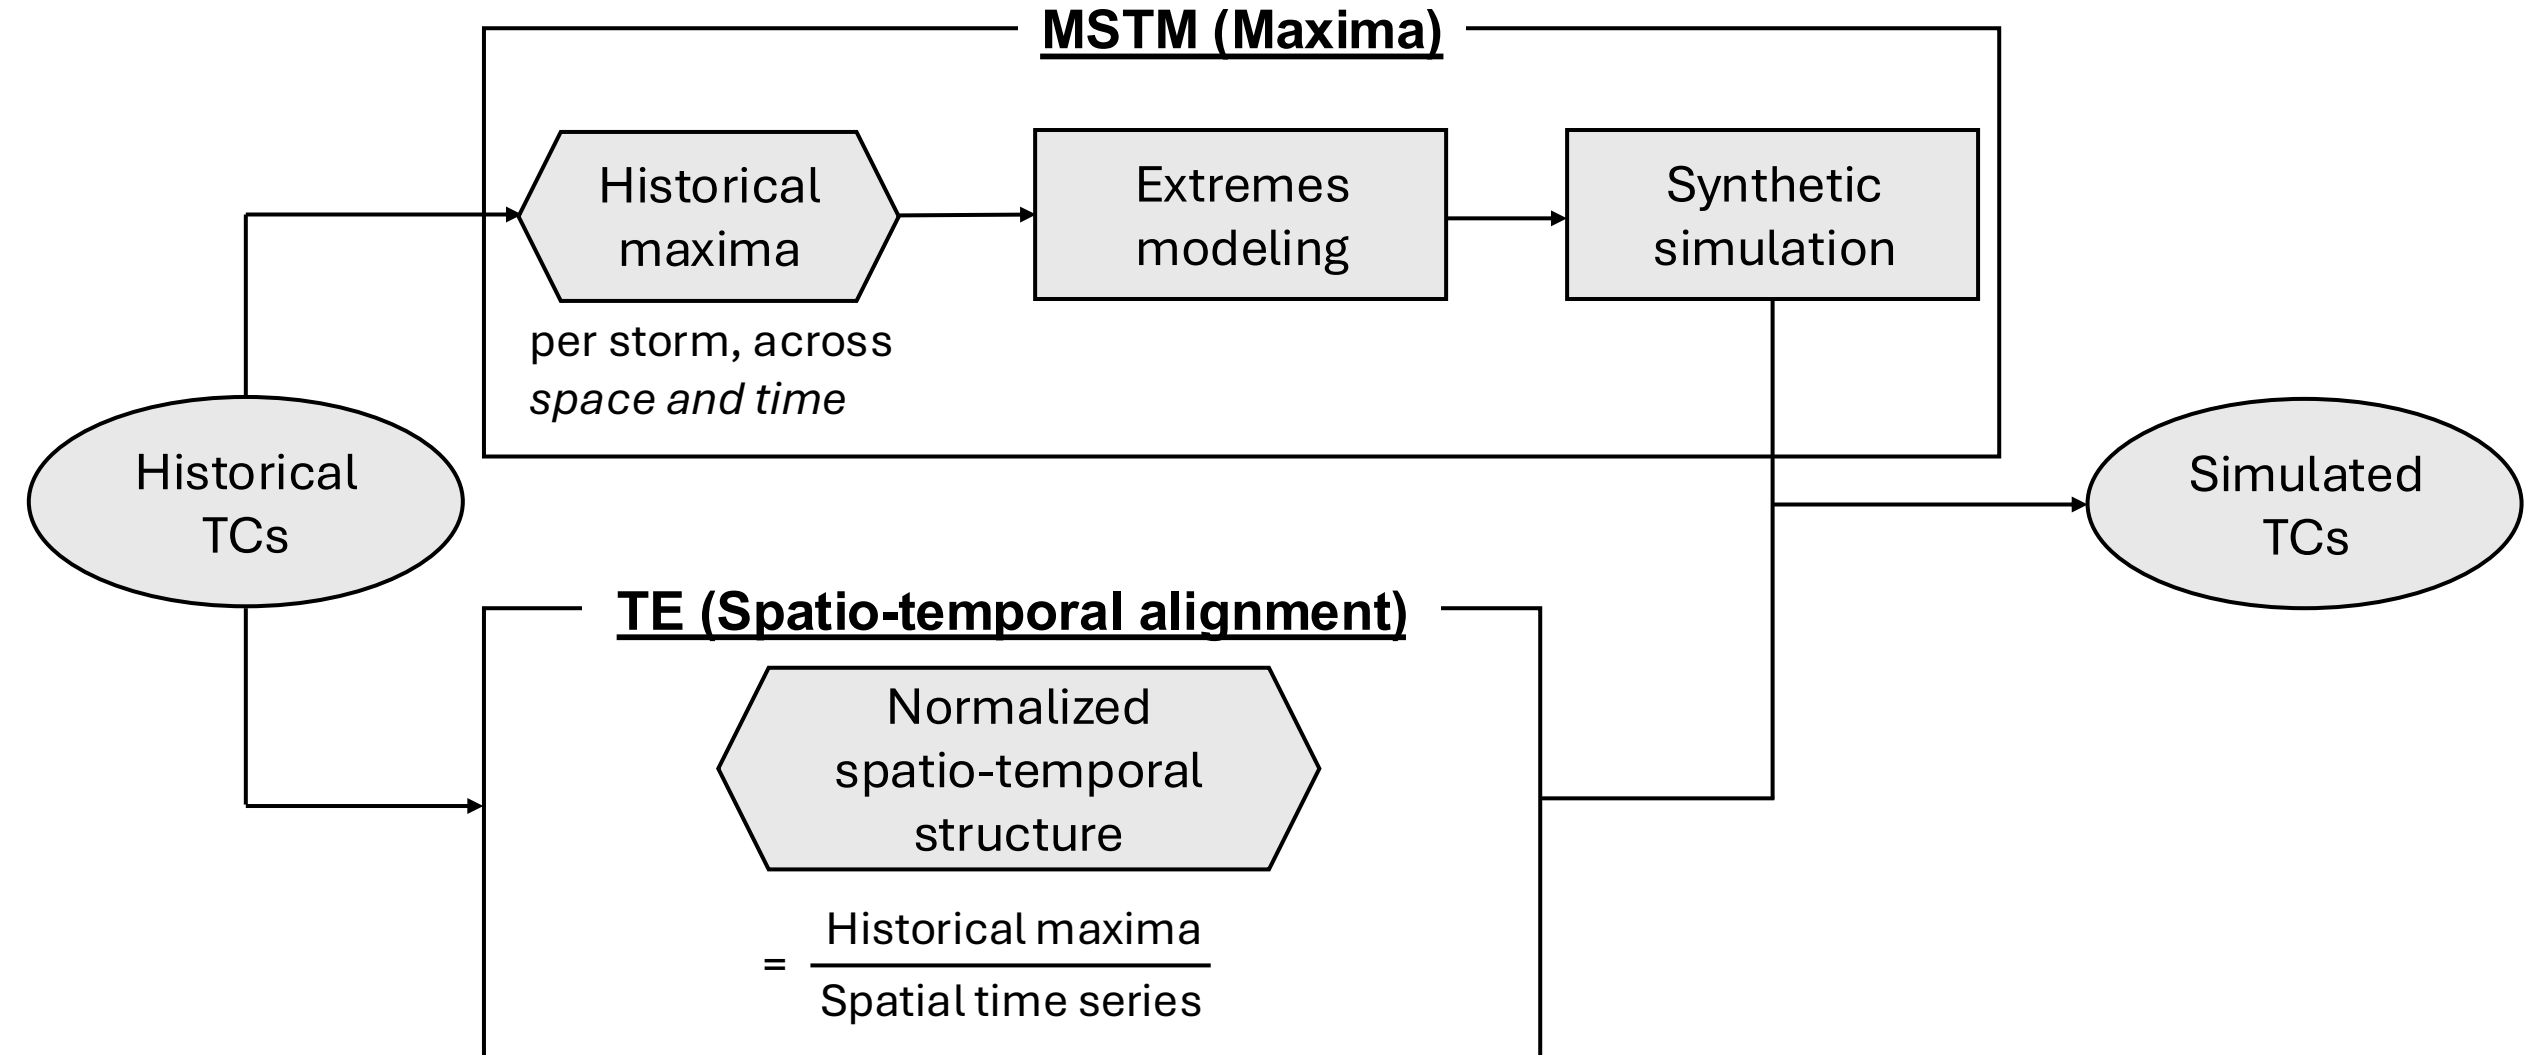 MSTM (Maxima)
Historical
maxima
Extremes
modeling
Synthetic
simulation
per storm, across
space and time
Historical
TCs
Simulated
TCs
TE (Spatio-temporal alignment)
Normalized
spatio-temporal
structure
Historical maxima
=
Spatial time series